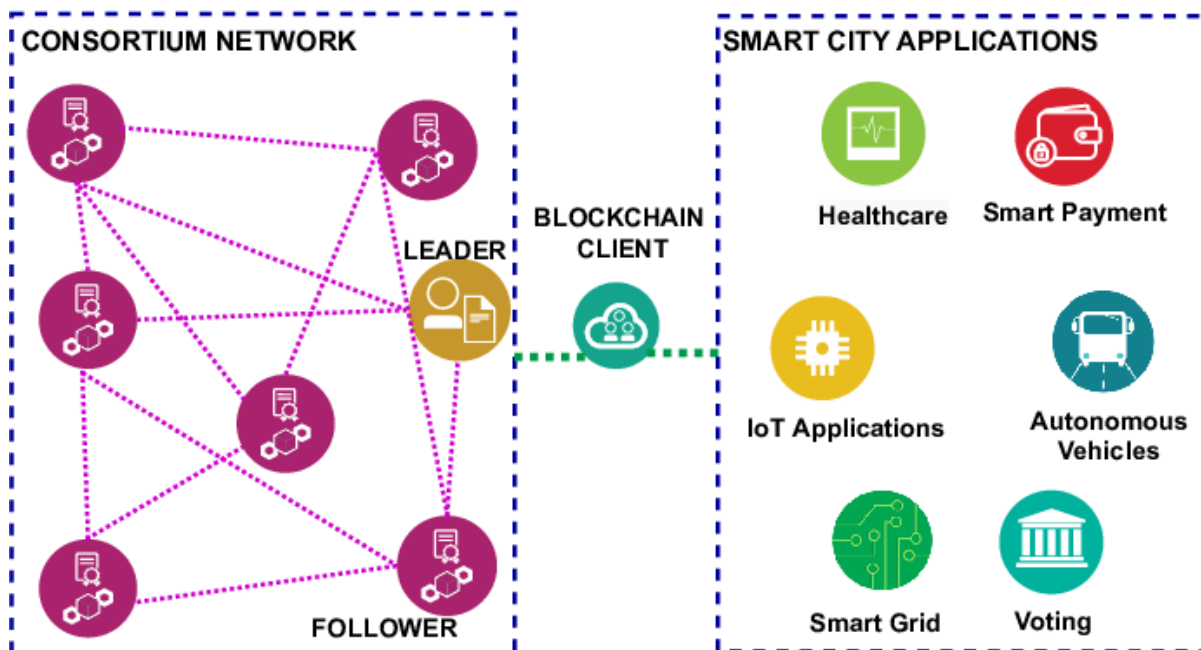 CONSORTIUM NETWORK
LEADER
FOLLOWER
BLOCKCHAIN
CLIENT
SMART CITY APPLICATIONS
Healthcare
Smart Payment
IoT Applications
Autonomous
Vehicles
Smart Grid
Voting